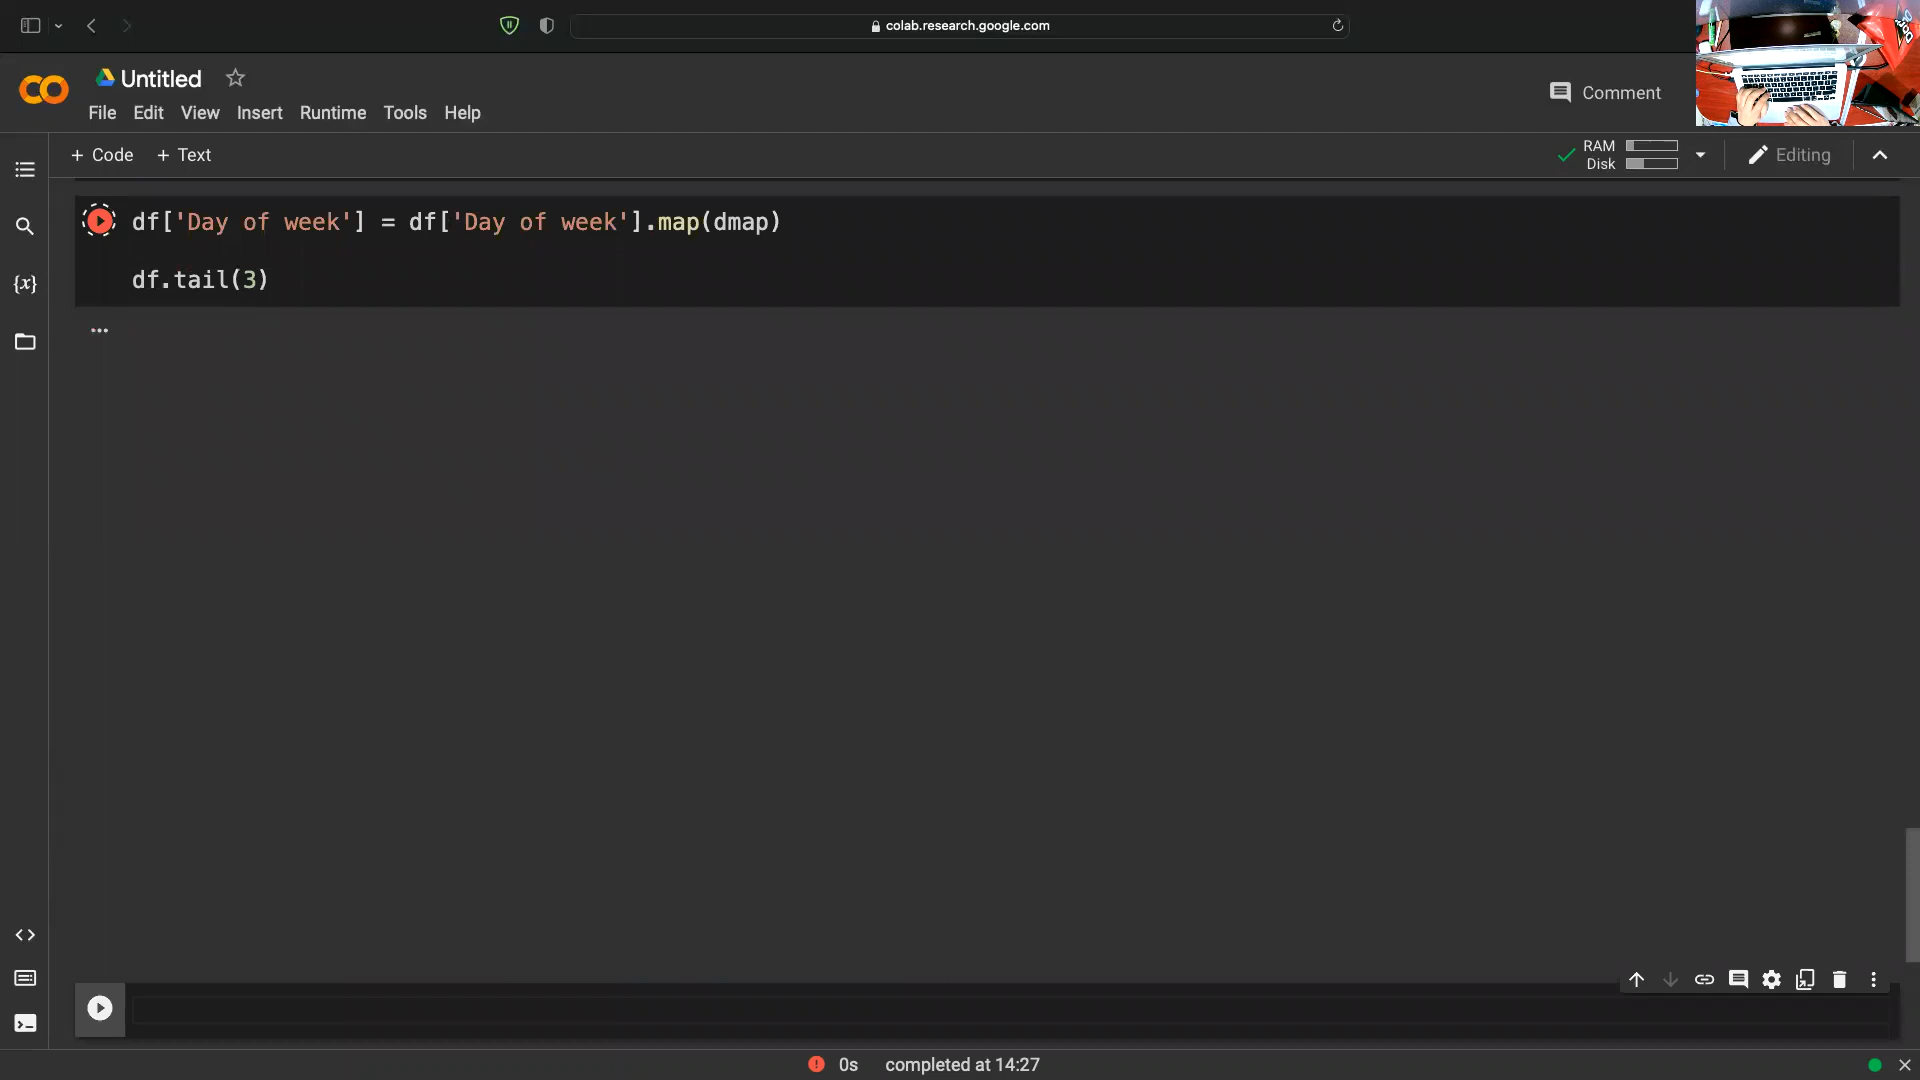 colab.research.google.com
Untitled
File Edit View Insert Runtime Tools Help
Comment
+ Code + Text
RAM
Disk
Editing
df['Day of week'] = df['Day of week'].map(dmap)
df.tail(3)
0s completed at 14:27